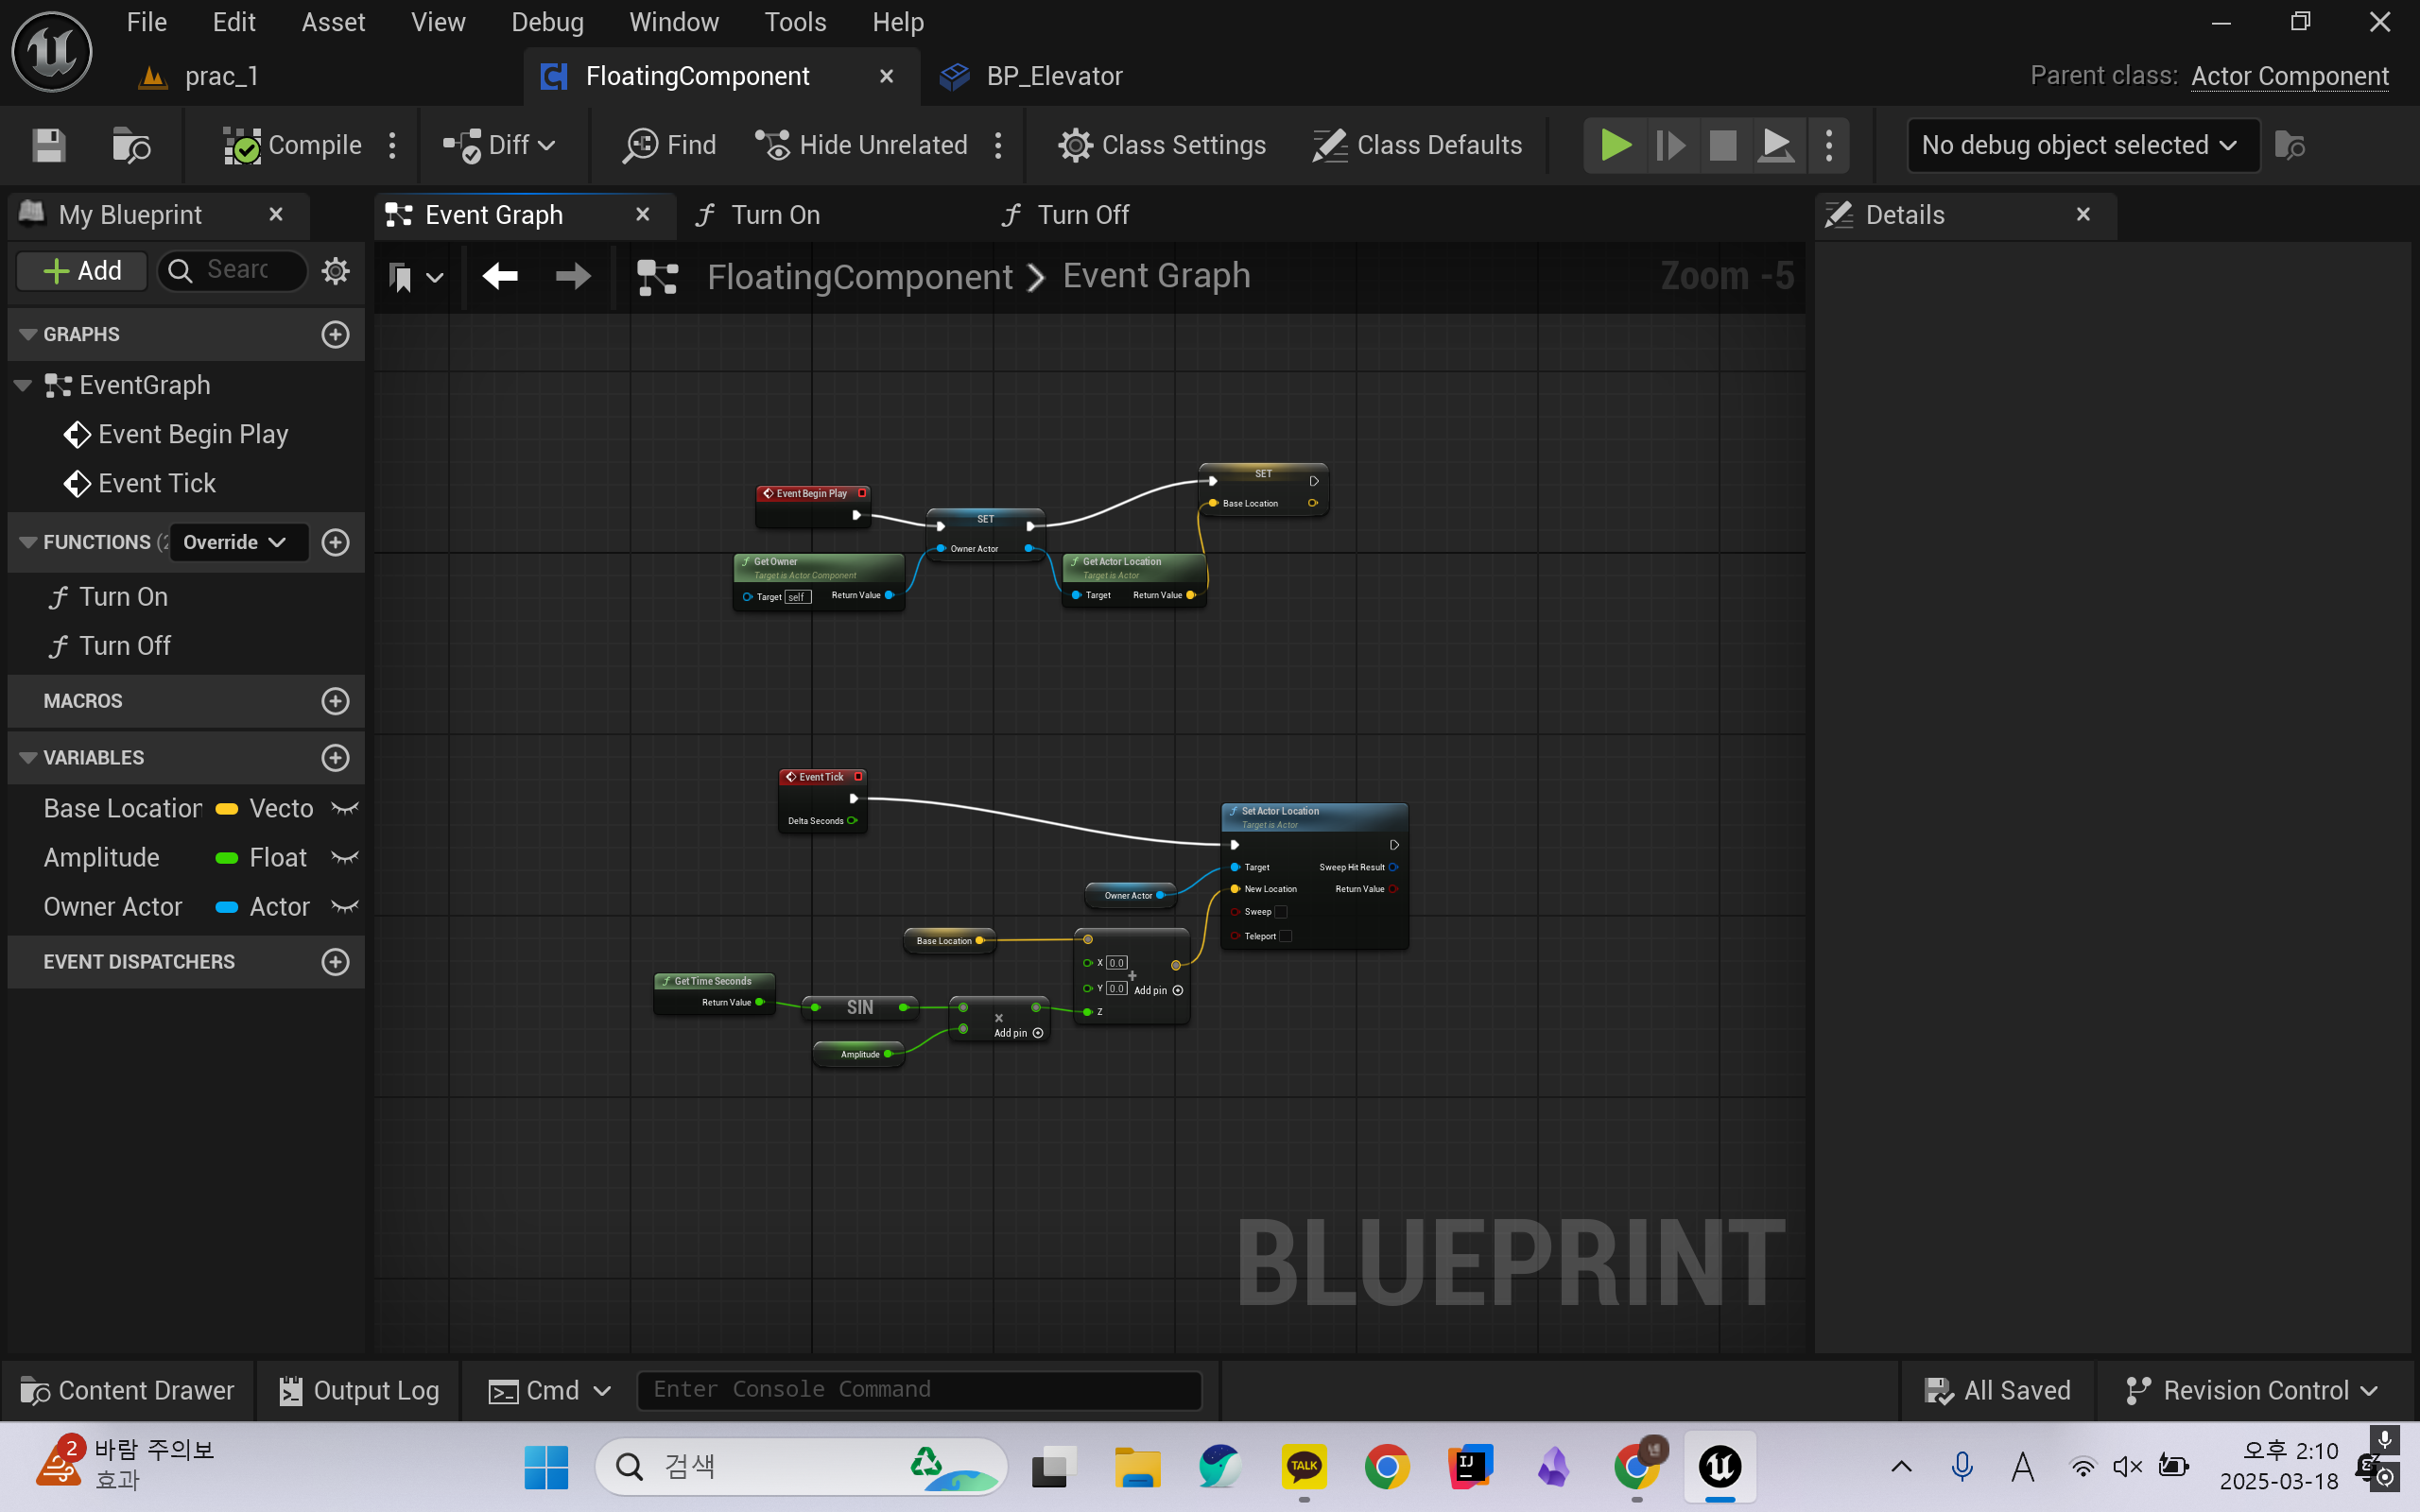 File Edit Asset View Debug Window Tools Help
prac_1 FloatingComponent BP_Elevator Parent class: Actor Component
Compile Diff Find Hide Unrelated Class Settings Class Defaults No debug object selected
My Blueprint Event Graph Turn On Turn Off Details
Add Searc FloatingComponent > Event Graph Zoom -5
GRAPHS
EventGraph
Event Begin Play
Event Tick
FUNCTIONS (2 Override
Turn On
Turn Off
MACROS
VARIABLES
Base Location Vecto
Amplitude Float
Owner Actor Actor
EVENT DISPATCHERS
Event Begin Play
SET
Owner Actor
SET
Base Location
Get Owner
Target is Actor Component
Target self Return Value
Get Actor Location
Target is Actor
Target Return Value
Event Tick
Delta Seconds
Set Actor Location
Target is Actor
Target Sweep Hit Result
New Location Return Value
Sweep
Teleport
Owner Actor
Base Location
X 0.0
Y 0.0 Add pin
Z
Get Time Seconds
Return Value
SIN
Add pin
Amplitude
BLUEPRINT
Content Drawer Output Log Cmd Enter Console Command All Saved Revision Control
2 바람 주의보
효과
검색
TALK
IJ
A
오후 2:10
2025-03-18